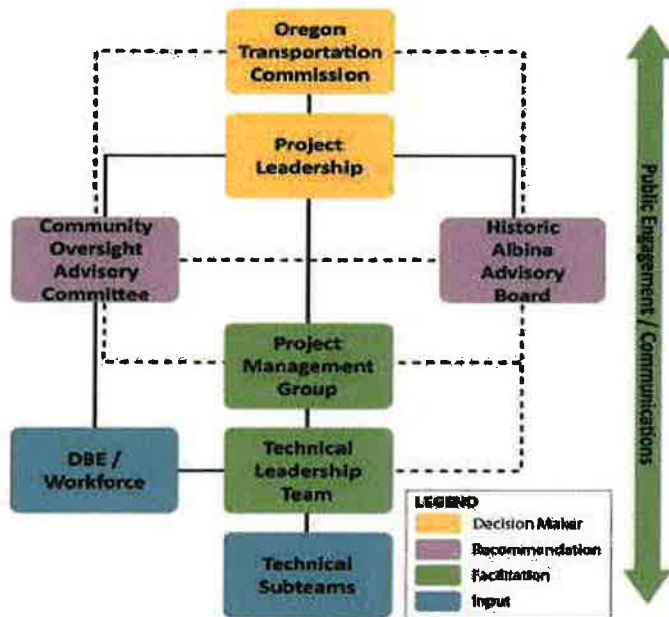 Oregon
Transportation
Commission
Project
Leadership
Community
Oversight
Advisory
Committee
Historic
Albina
Advisory
Board
Project
Management
Group
DBE /
Workforce
Technical
Leadership
Team
Technical
Subteams
LEGEND
Decision Maker
Recommendation
Facilitation
Input
Public Engagement / Communications